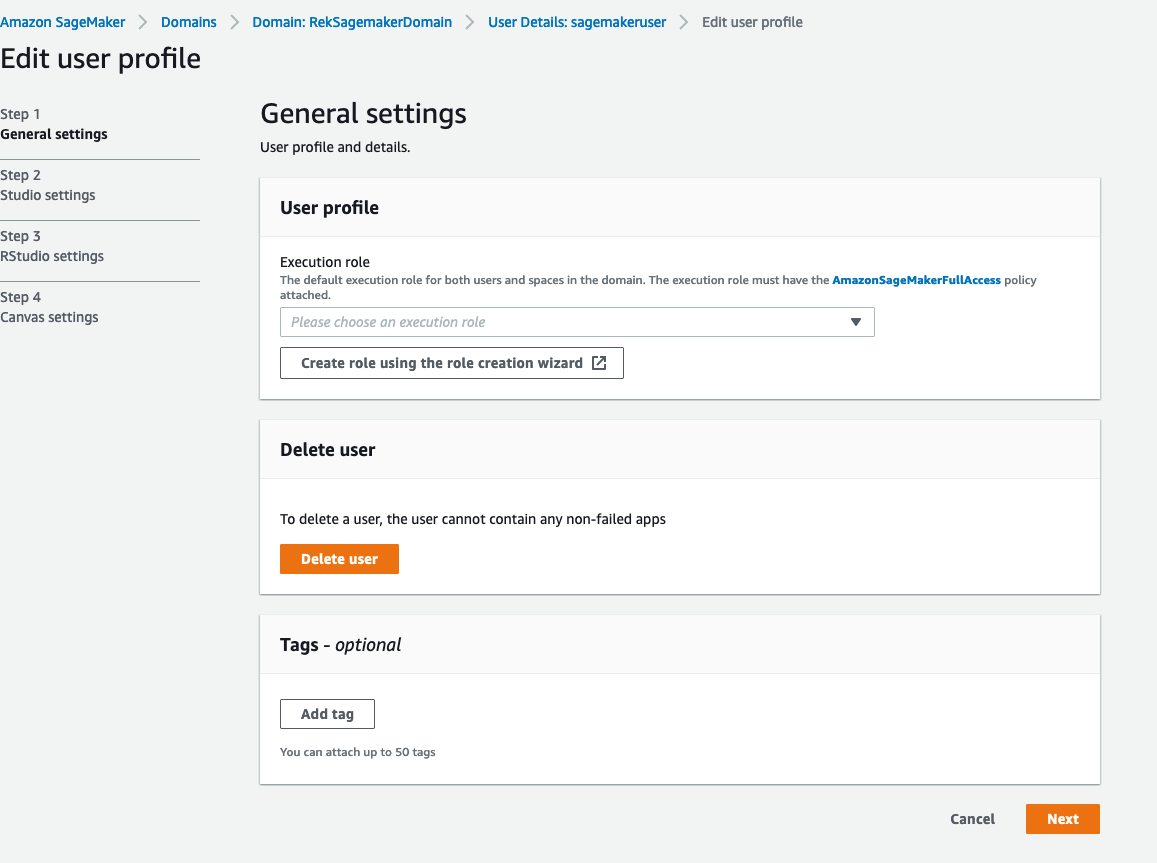 Amazon SageMaker > Domains > Domain: RekSagemakerDomain > User Details: sagemakeruser > Edit user profile
Edit user profile
Step 1
General settings
Step 2
Studio settings
Step 3
RStudio settings
Step 4
Canvas settings
General settings
User profile and details.
User profile
Execution role
The default execution role for both users and spaces in the domain. The execution role must have the AmazonSageMakerFullAccess policy
attached.
Please choose an execution role
Create role using the role creation wizard
Delete user
To delete a user, the user cannot contain any non-failed apps
Delete user
Tags - optional
Add tag
You can attach up to 50 tags
Cancel
Next